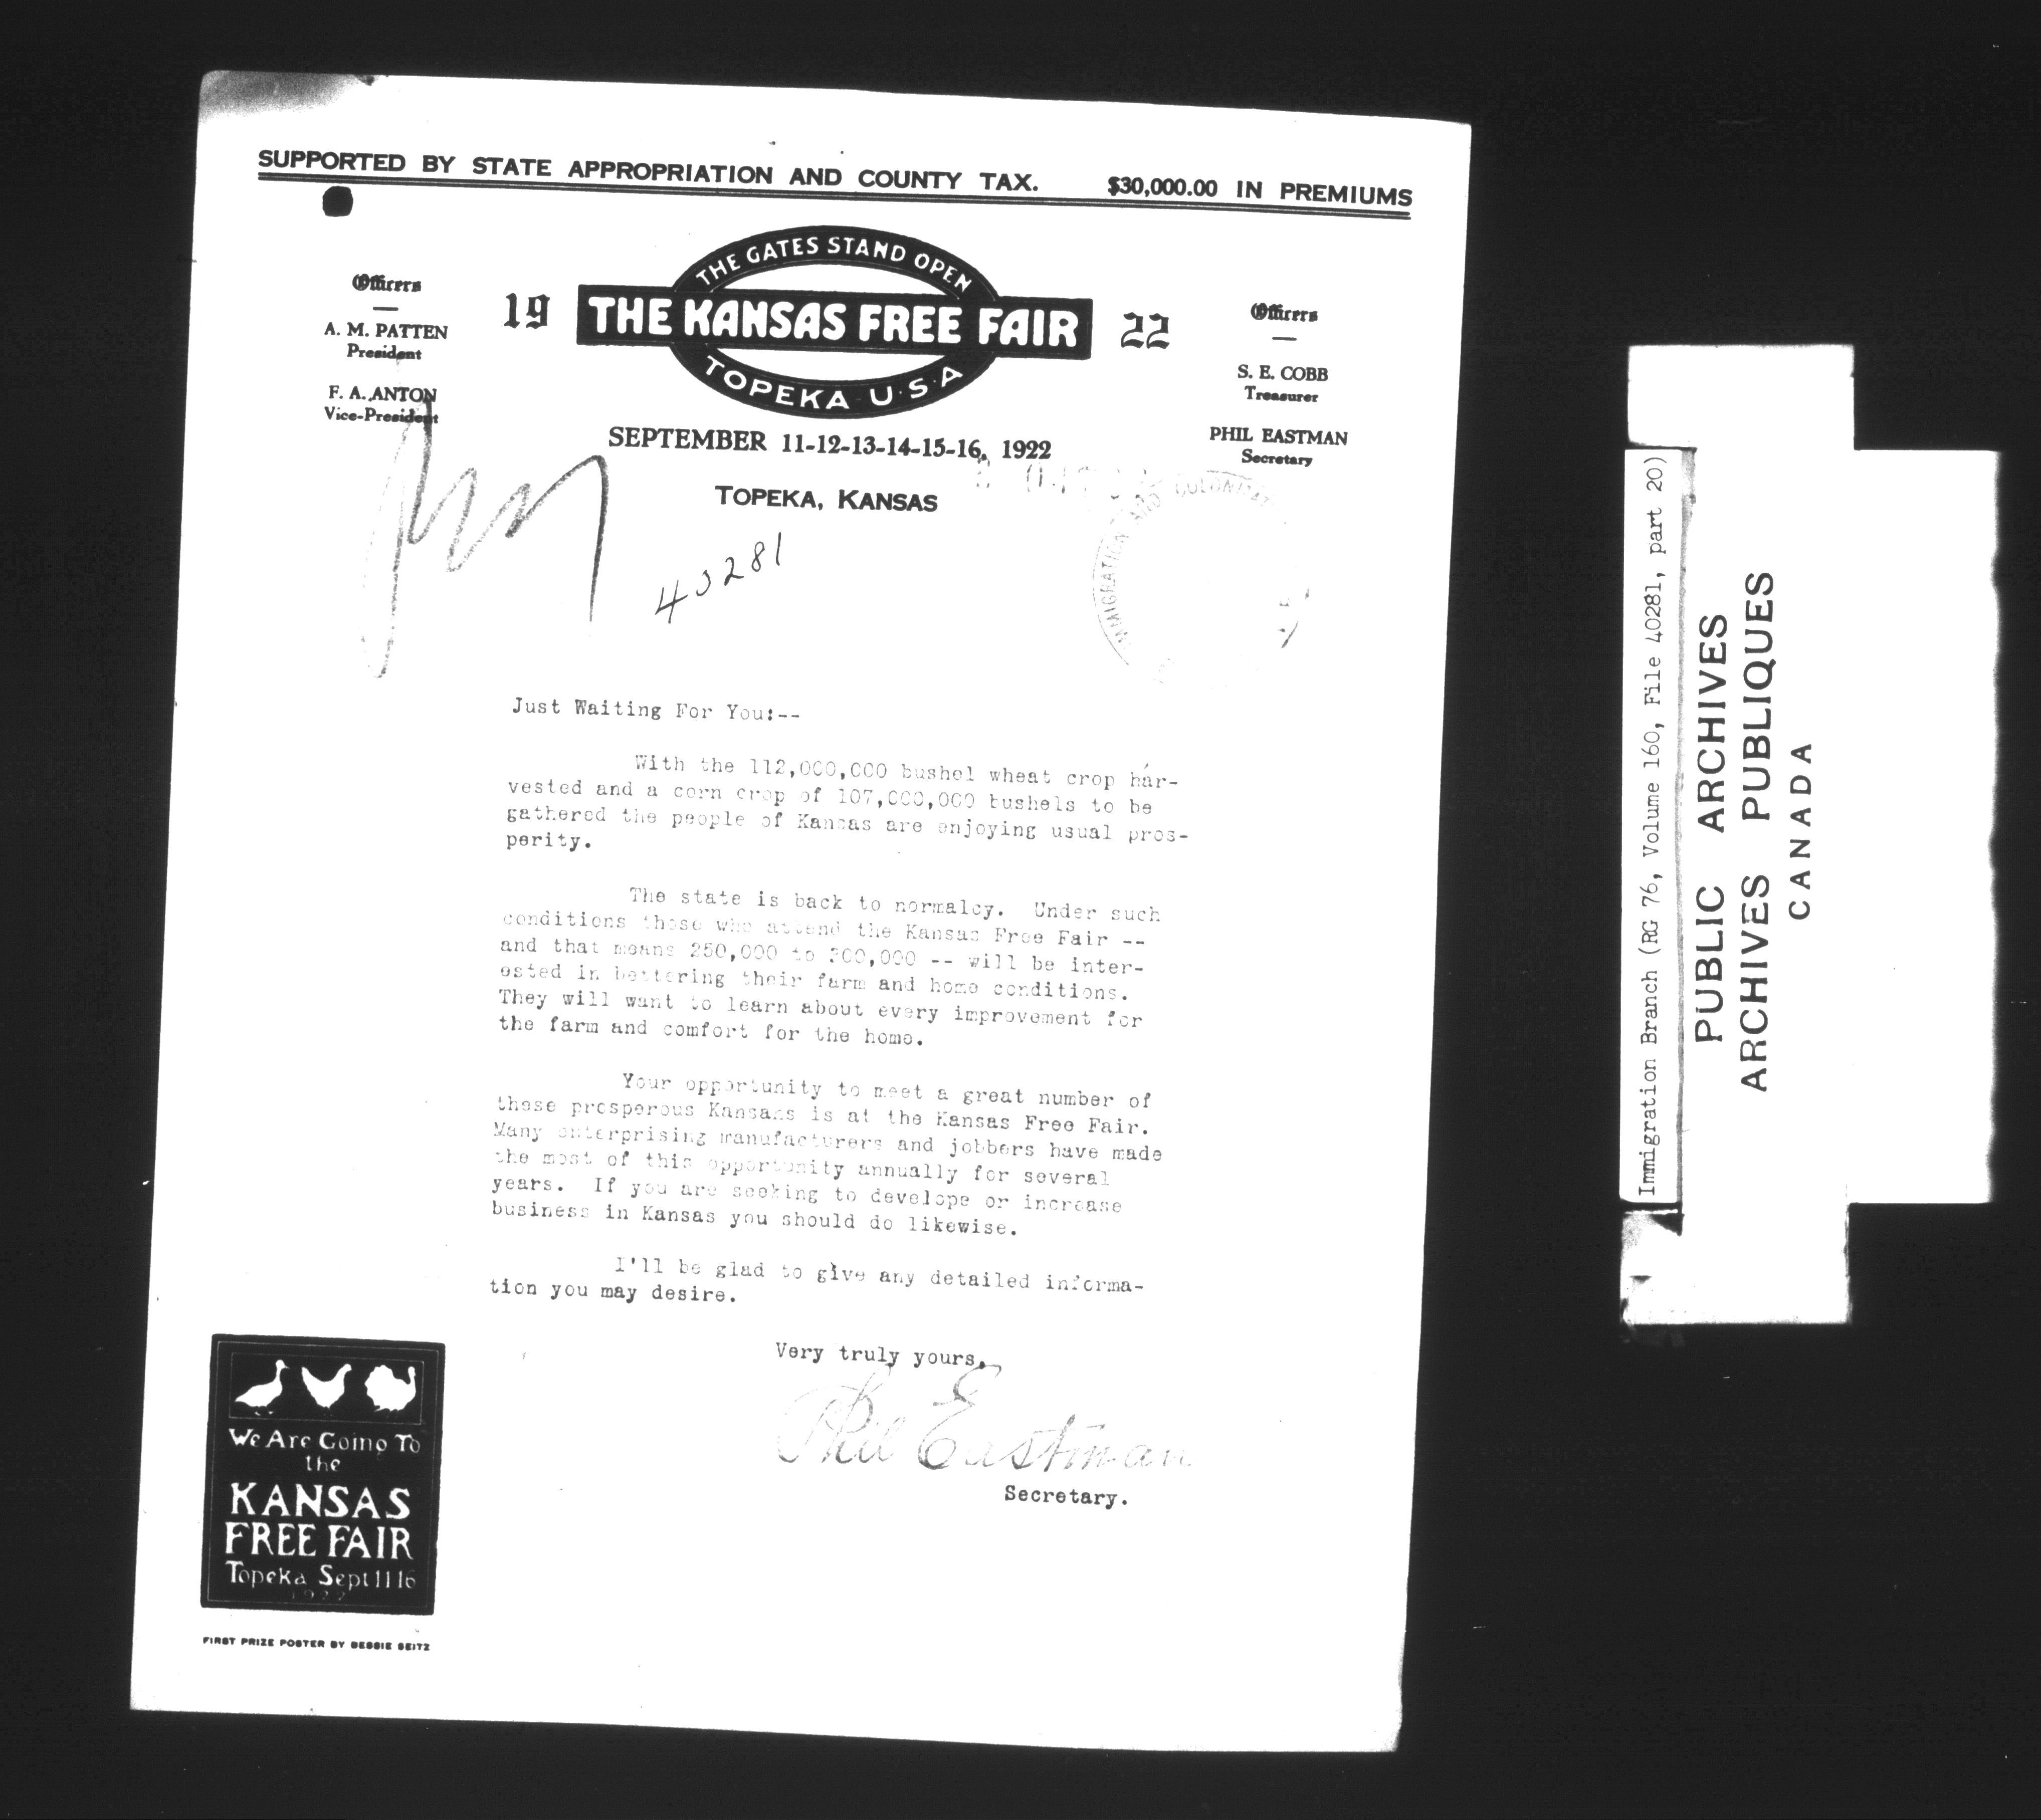 SUPPORTED BY STATE APPROPRIATION AND COUNTY TAX. $30,000.00 IN PREMIUMS
THE GATES STAND OPEN
19 THE KANSAS FREE FAIR 22
TOPEKA U·S·A
Officers
A. M. PATTEN
President
F. A. ANTON
Vice-President
Officers
S. E. COBB
Treasurer
PHIL EASTMAN
Secretary
SEPTEMBER 11-12-13-14-15-16, 1922
TOPEKA, KANSAS
40281
IMMIGRATION AND COLONIZAT
Just Waiting For You:--
With the 112,000,000 bushel wheat crop har-
vested and a corn crop of 107,000,000 bushels to be
gathered the people of Kansas are enjoying usual pros-
perity.
The state is back to normalcy. Under such
conditions those who attend the Kansas Free Fair --
and that means 250,000 to 300,000 -- will be inter-
ested in bettering their farm and home conditions.
They will want to learn about every improvement for
the farm and comfort for the home.
Your opportunity to meet a great number of
these prosperous Kansans is at the Kansas Free Fair.
Many enterprising manufacturers and jobbers have made
the most of this opportunity annually for several
years. If you are seeking to develope or increase
business in Kansas you should do likewise.
I'll be glad to give any detailed informa-
tion you may desire.
Very truly yours,
Phil Eastman
Secretary.
We Are Going To
the
KANSAS
FREE FAIR
Topeka Sept 11 16
1922
FIRST PRIZE POSTER BY BESSIE SEITZ
Immigration Branch (RG 76, Volume 160, File 40281, part 20)
PUBLIC ARCHIVES
ARCHIVES PUBLIQUES
CANADA